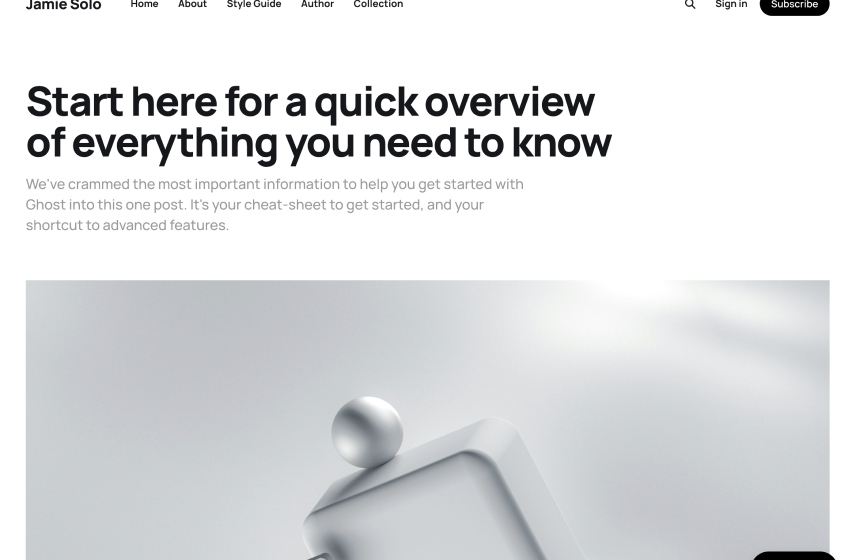 Jamie Solo
Home
About
Style Guide
Author
Collection
Sign in
Subscribe
Start here for a quick overview
of everything you need to know
We've crammed the most important information to help you get started with
Ghost into this one post. It's your cheat-sheet to get started, and your
shortcut to advanced features.